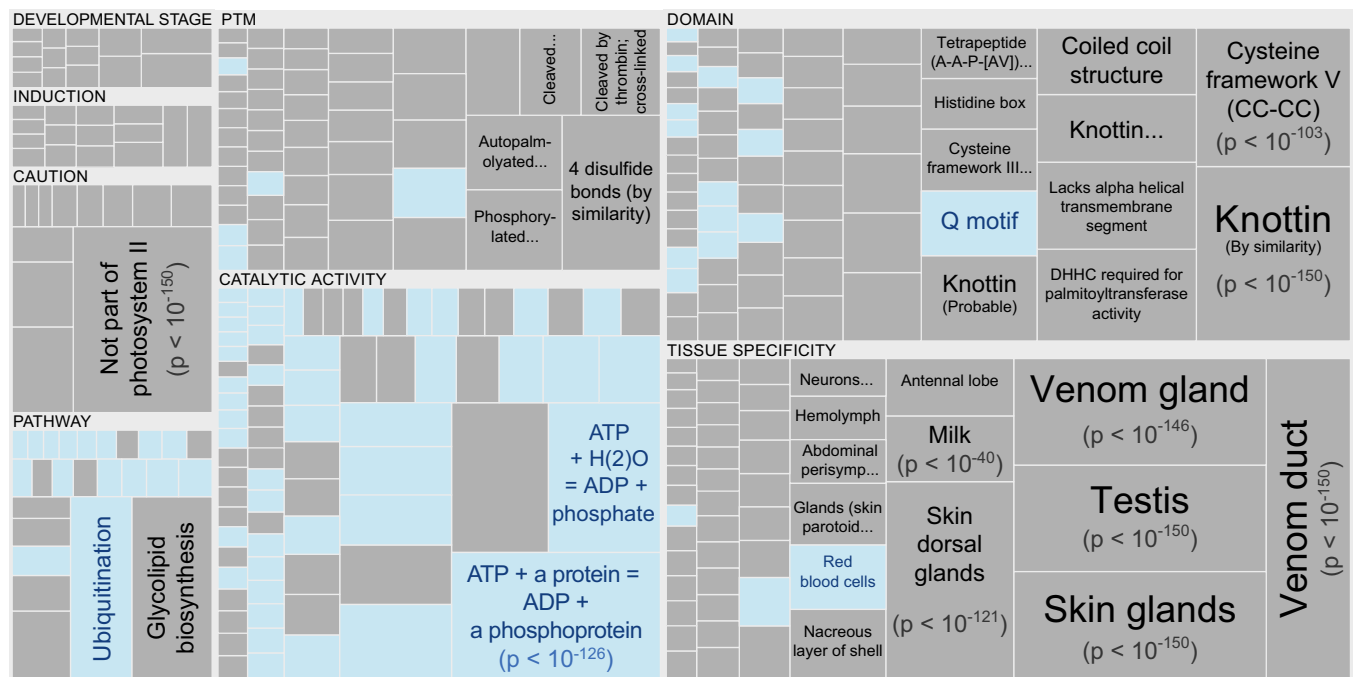 DEVELOPMENTAL STAGE
INDUCTION
CAUTION
Not part of
photosystem II
(p < 10-150)
PATHWAY
Ubiquitination
Glycolipid
biosynthesis
PTM
Cleaved...
Cleaved by
thrombin;
cross-linked
Autopalm-
olyated...
Phosphory-
lated...
4 disulfide
bonds (by
similarity)
CATALYTIC ACTIVITY
ATP
+ H(2)O
= ADP +
phosphate
ATP + a protein =
ADP +
a phosphoprotein
(p < 10-126)
DOMAIN
Tetrapeptide
(A-A-P-[AV])...
Histidine box
Cysteine
framework III...
Q motif
Knottin
(Probable)
Coiled coil
structure
Knottin...
Lacks alpha helical
transmembrane
segment
DHHC required for
palmitoyltransferase
activity
Cysteine
framework V
(CC-CC)
(p < 10-103)
Knottin
(By similarity)
(p < 10-150)
TISSUE SPECIFICITY
Neurons...
Hemolymph
Abdominal
perisymp...
Glands (skin
parotoid...
Red
blood cells
Nacreous
layer of shell
Antennal lobe
Milk
(p < 10-40)
Skin
dorsal
glands
(p < 10-121)
Venom gland
(p < 10-146)
Testis
(p < 10-150)
Skin glands
(p < 10-150)
Venom duct
(p < 10-150)